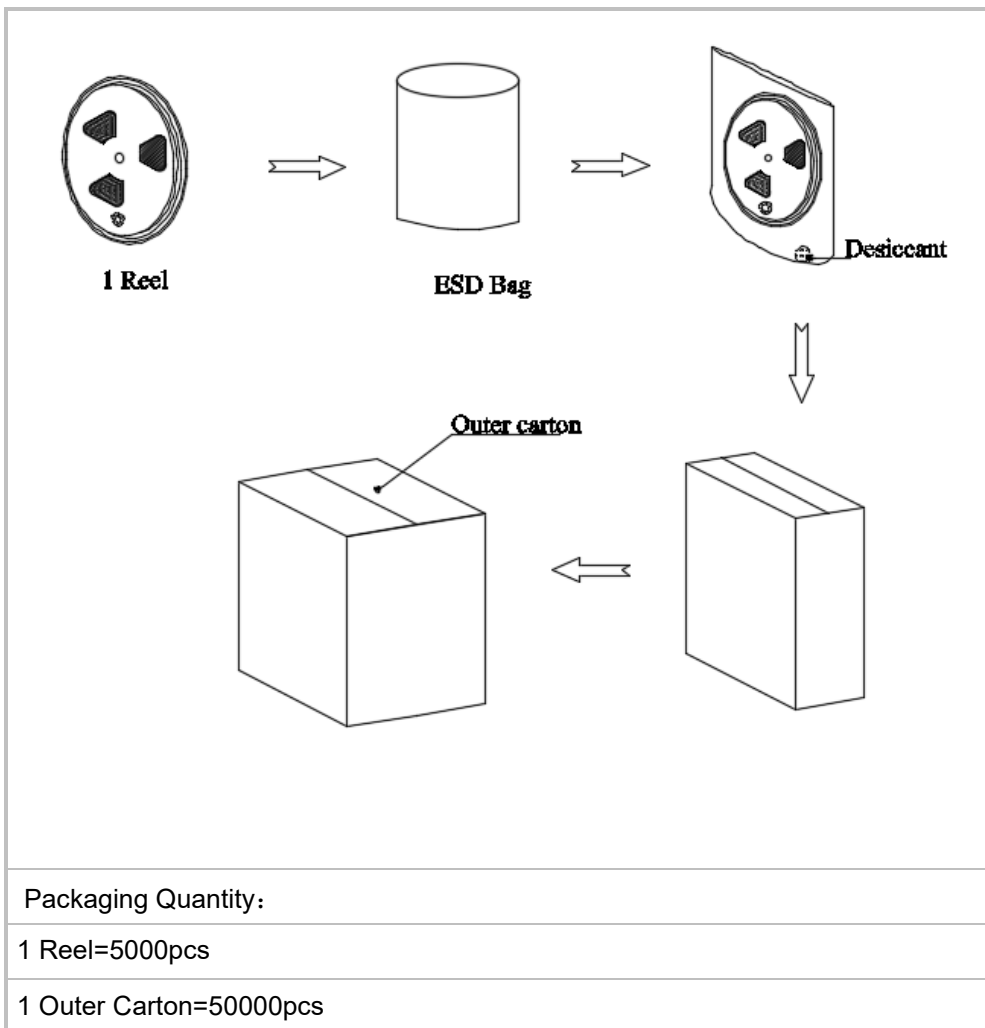 1 Reel
ESD Bag
Desiccant
Outer carton
Packaging Quantity：
1 Reel=5000pcs
1 Outer Carton=50000pcs